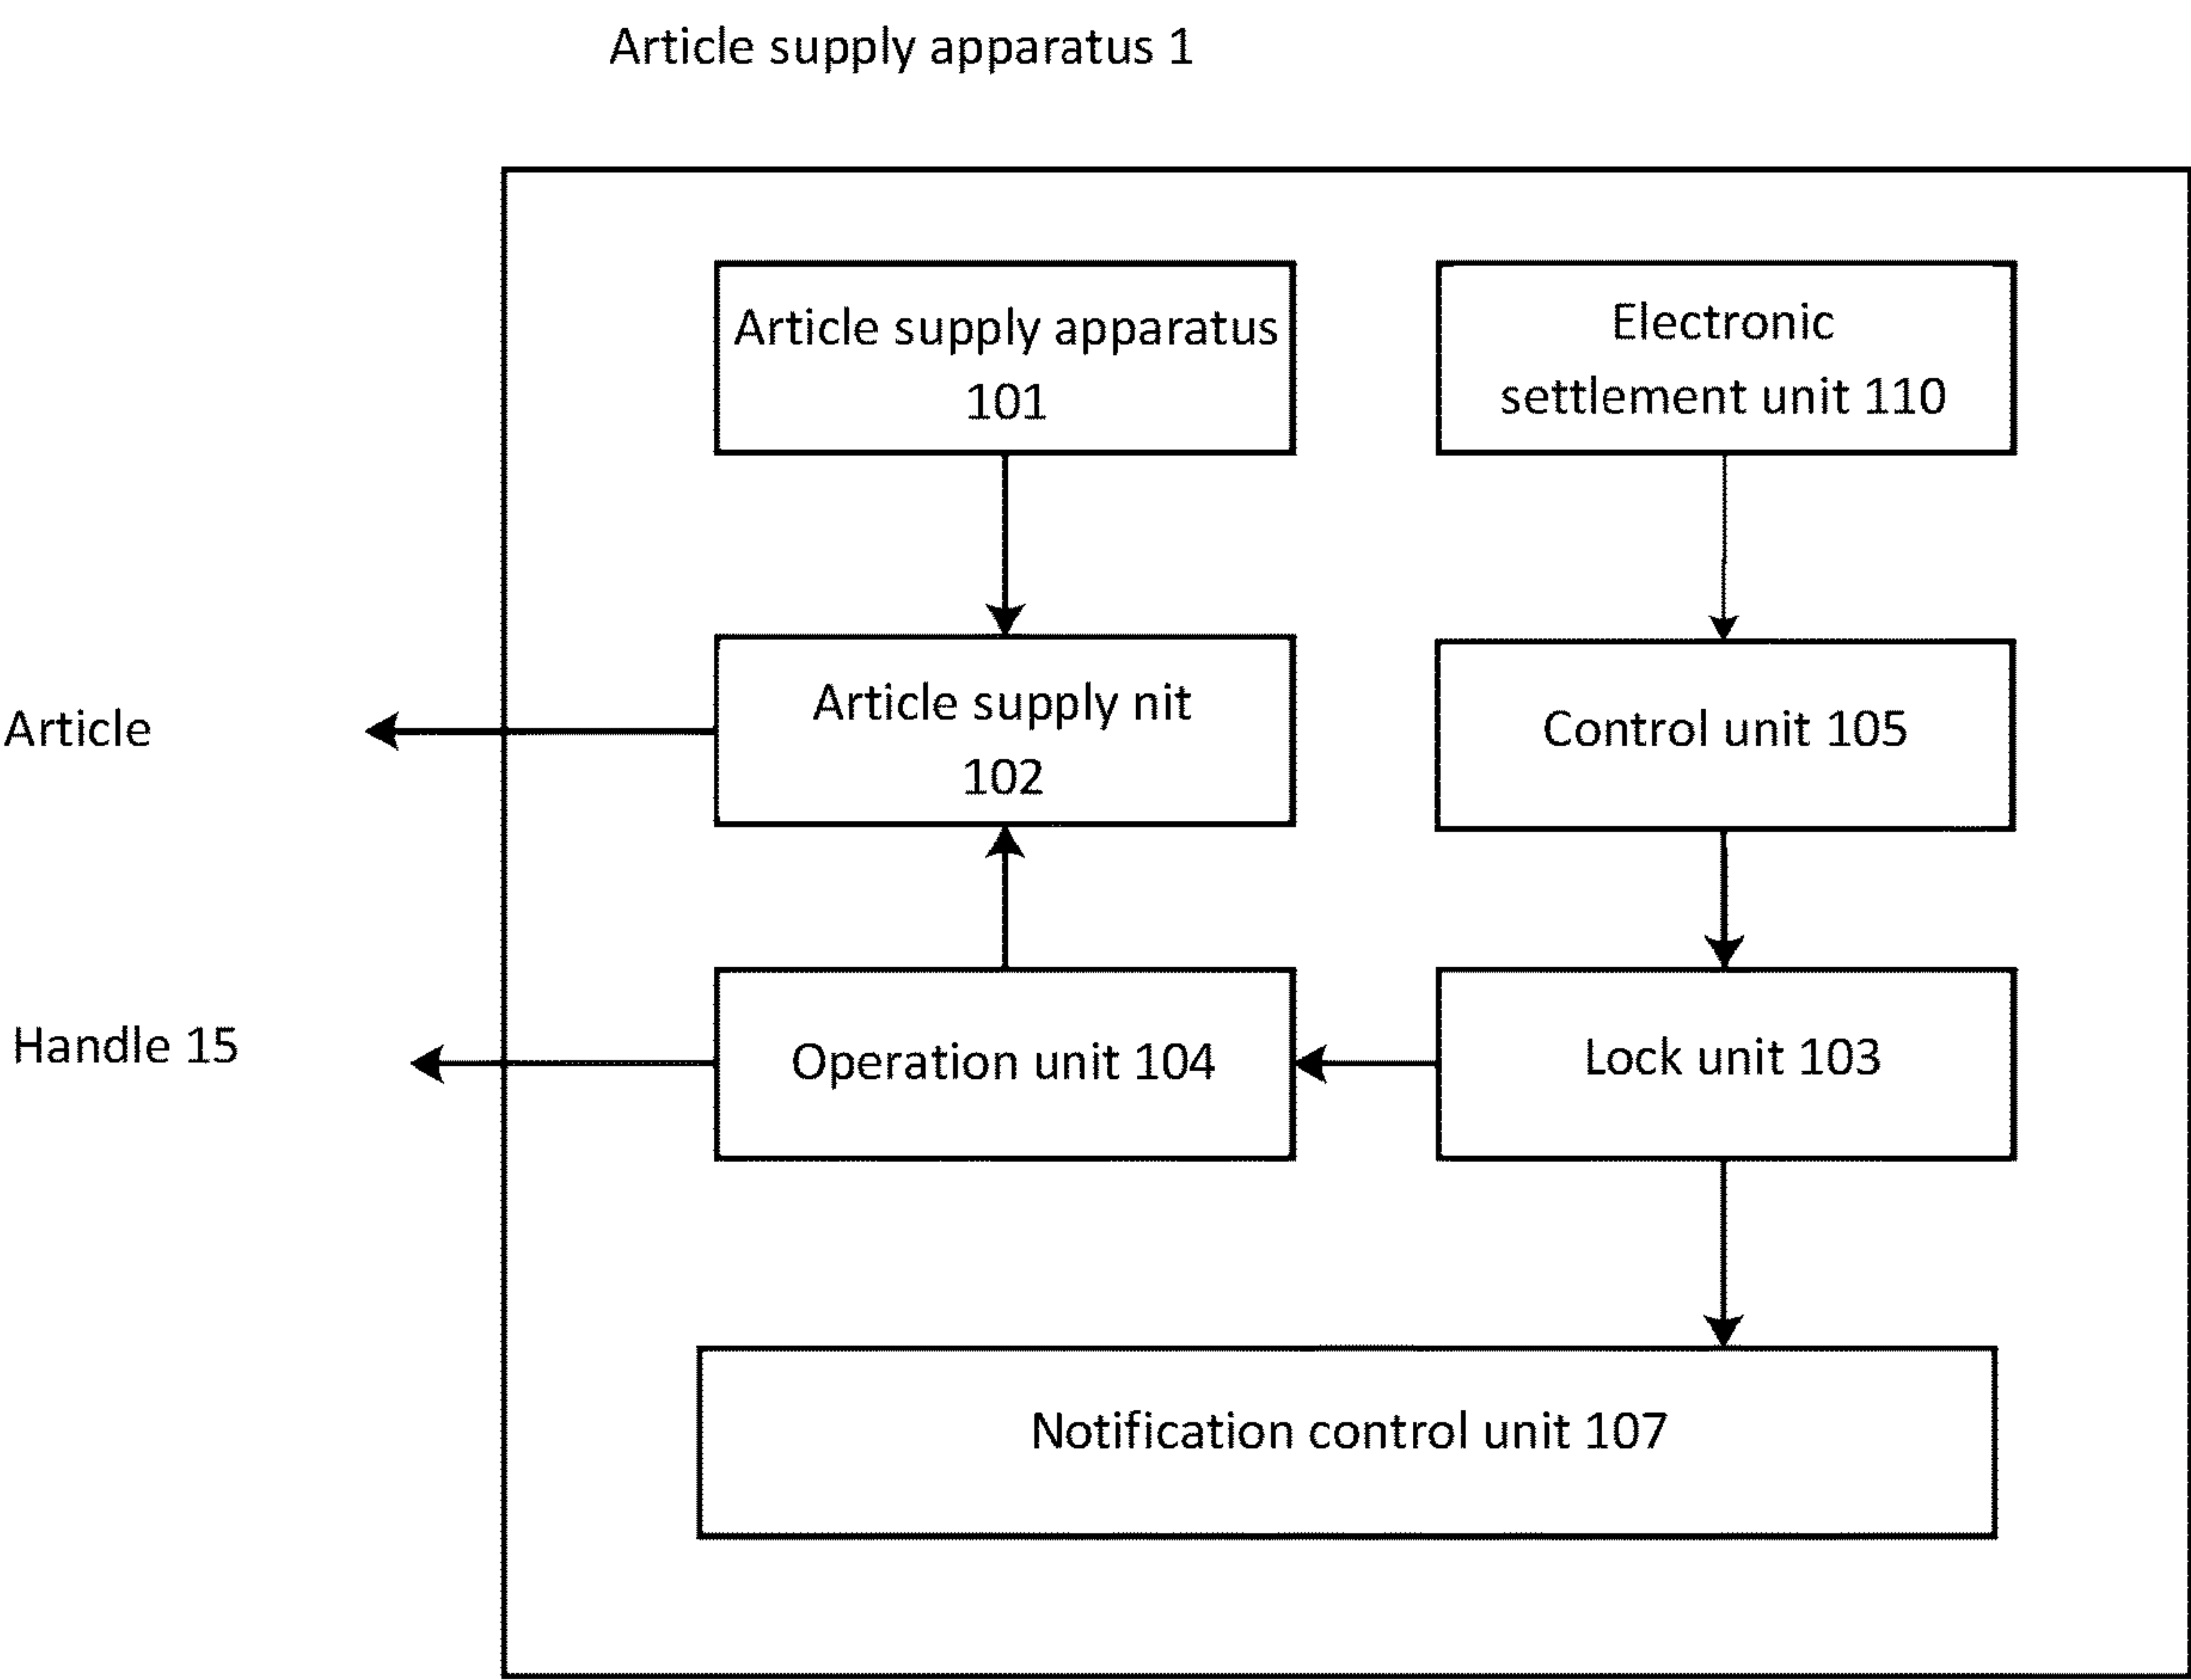 Article supply apparatus 1
Article supply apparatus
101
Electronic
settlement unit 110
Article
Article supply nit
102
Control unit 105
Handle 15
Operation unit 104
Lock unit 103
Notification control unit 107